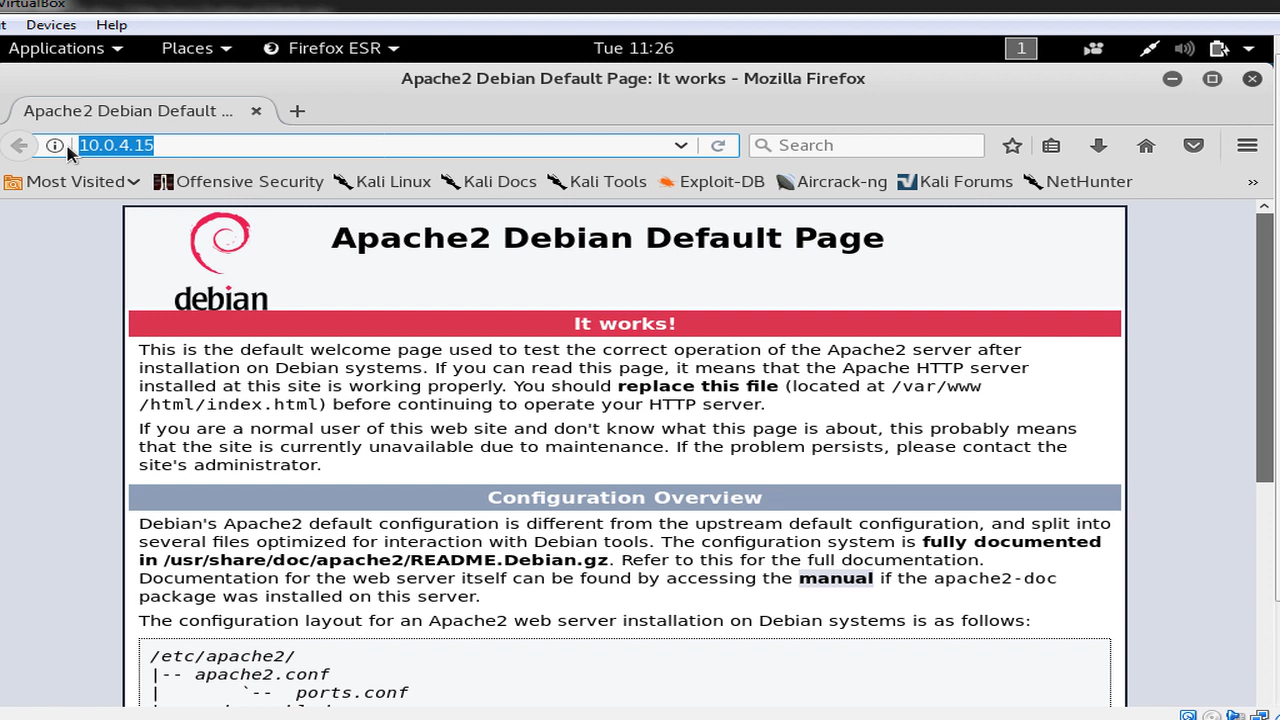 VirtualBox
Devices Help
Applications Places Firefox ESR Tue 11:26 1
Apache2 Debian Default Page: It works - Mozilla Firefox
Apache2 Debian Default ...
10.0.4.15 Search
Most Visited Offensive Security Kali Linux Kali Docs Kali Tools Exploit-DB Aircrack-ng Kali Forums NetHunter »
Apache2 Debian Default Page
debian
It works!
This is the default welcome page used to test the correct operation of the Apache2 server after
installation on Debian systems. If you can read this page, it means that the Apache HTTP server
installed at this site is working properly. You should replace this file (located at /var/www
/html/index.html) before continuing to operate your HTTP server.
If you are a normal user of this web site and don't know what this page is about, this probably means
that the site is currently unavailable due to maintenance. If the problem persists, please contact the
site's administrator.
Configuration Overview
Debian's Apache2 default configuration is different from the upstream default configuration, and split into
several files optimized for interaction with Debian tools. The configuration system is fully documented
in /usr/share/doc/apache2/README.Debian.gz. Refer to this for the full documentation.
Documentation for the web server itself can be found by accessing the manual if the apache2-doc
package was installed on this server.
The configuration layout for an Apache2 web server installation on Debian systems is as follows:
/etc/apache2/
|-- apache2.conf
| `-- ports.conf